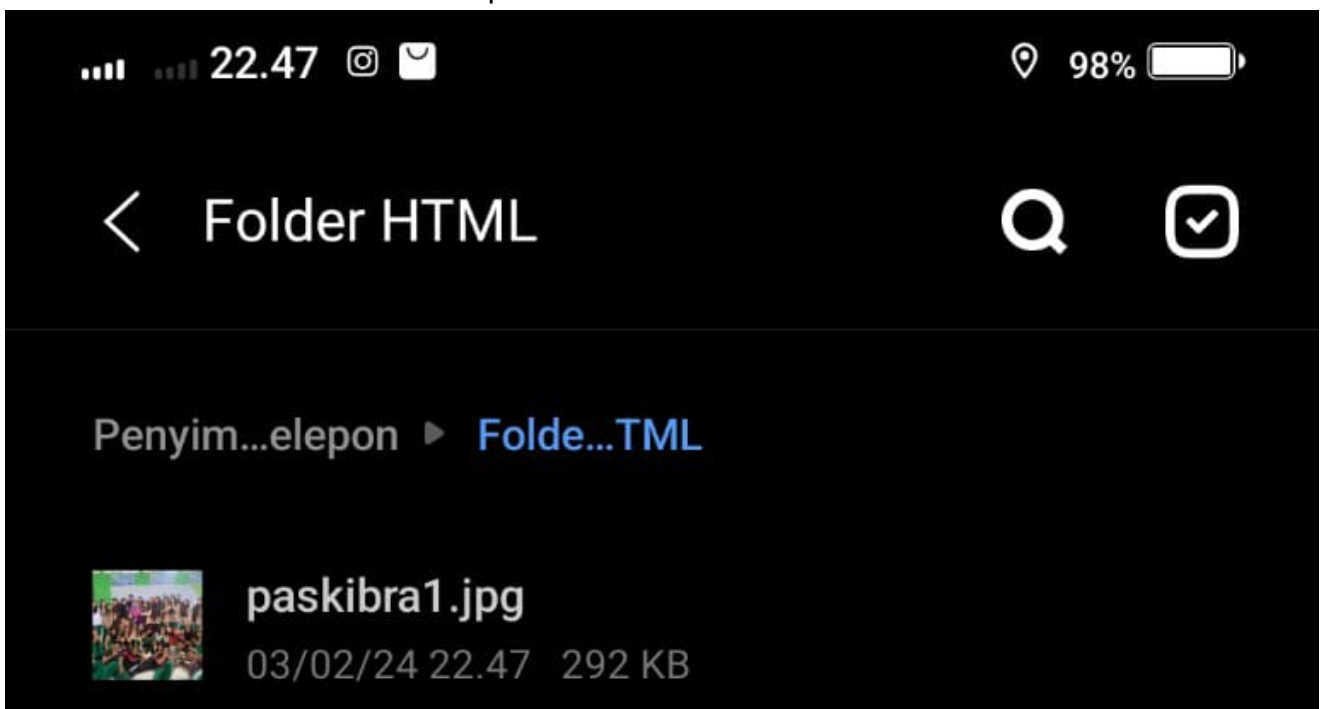 22.47 98%
Folder HTML
Penyim...elepon Folde...TML
paskibra1.jpg
03/02/24 22.47 292 KB